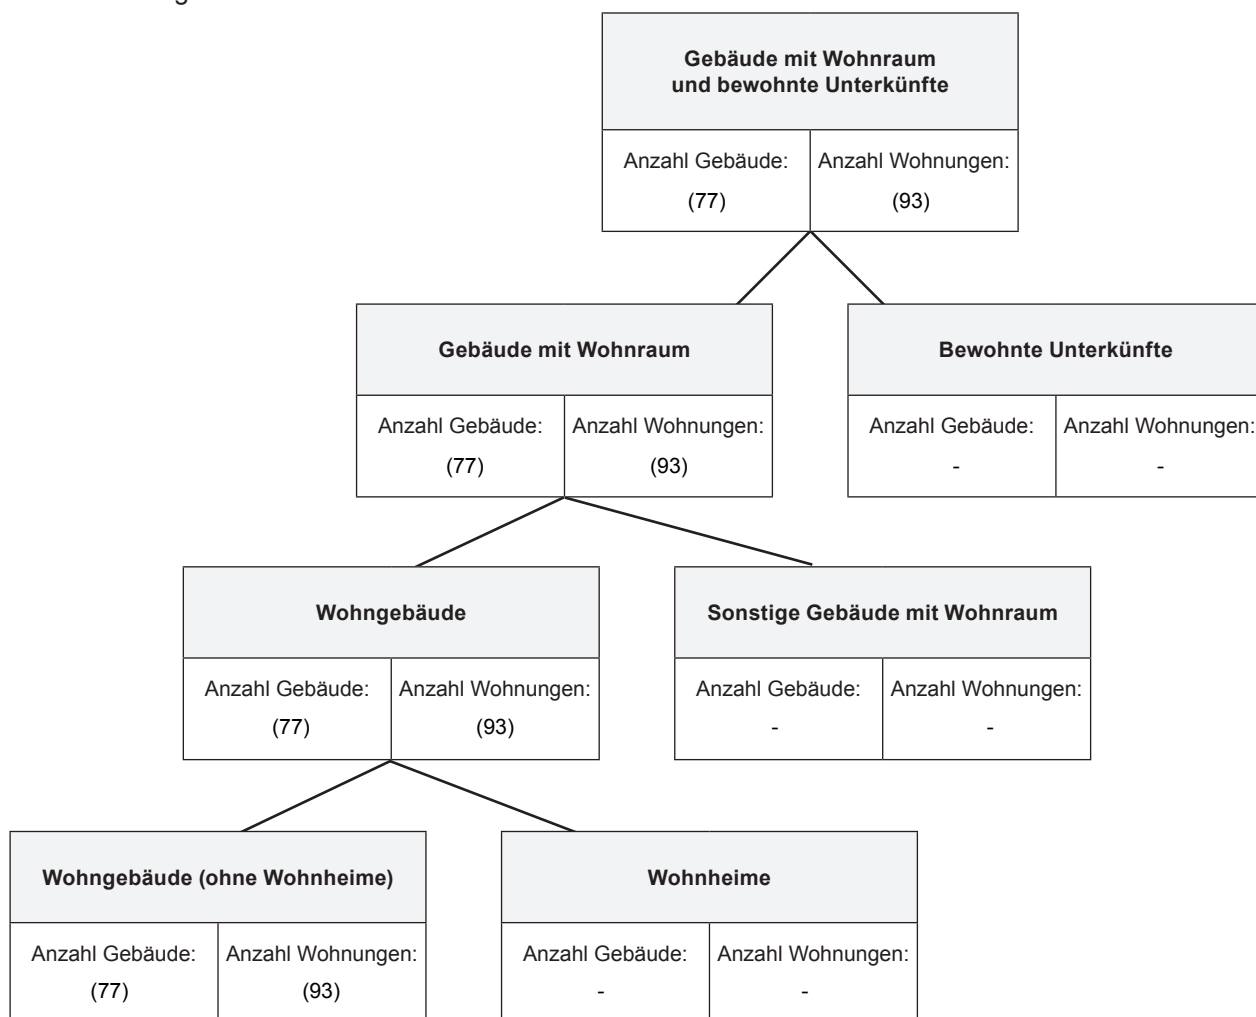 Gebäude mit Wohnraum
und bewohnte Unterkünfte
Anzahl Gebäude: Anzahl Wohnungen:
(77) (93)
Gebäude mit Wohnraum
Anzahl Gebäude: Anzahl Wohnungen:
(77) (93)
Bewohnte Unterkünfte
Anzahl Gebäude: Anzahl Wohnungen:
- -
Wohngebäude
Anzahl Gebäude: Anzahl Wohnungen:
(77) (93)
Sonstige Gebäude mit Wohnraum
Anzahl Gebäude: Anzahl Wohnungen:
- -
Wohngebäude (ohne Wohnheime)
Anzahl Gebäude: Anzahl Wohnungen:
(77) (93)
Wohnheime
Anzahl Gebäude: Anzahl Wohnungen:
- -